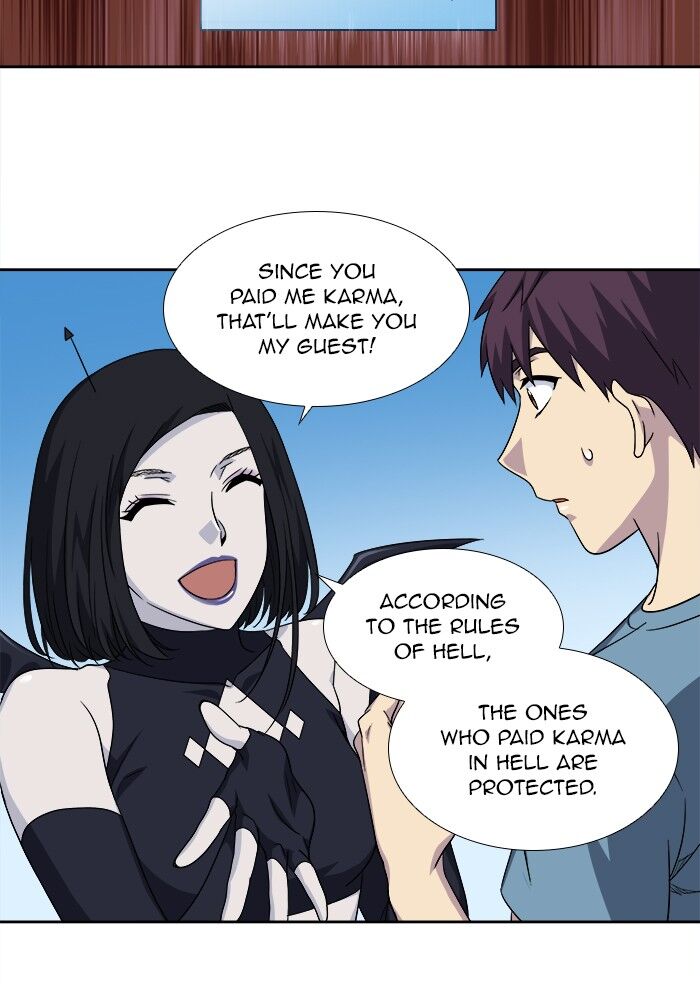 SINCE YOU
PAID ME KARMA,
THAT'LL MAKE YOU
MY GUEST!
ACCORDING
TO THE RULES
OF HELL,
THE ONES
WHO PAID KARMA
IN HELL ARE
PROTECTED.